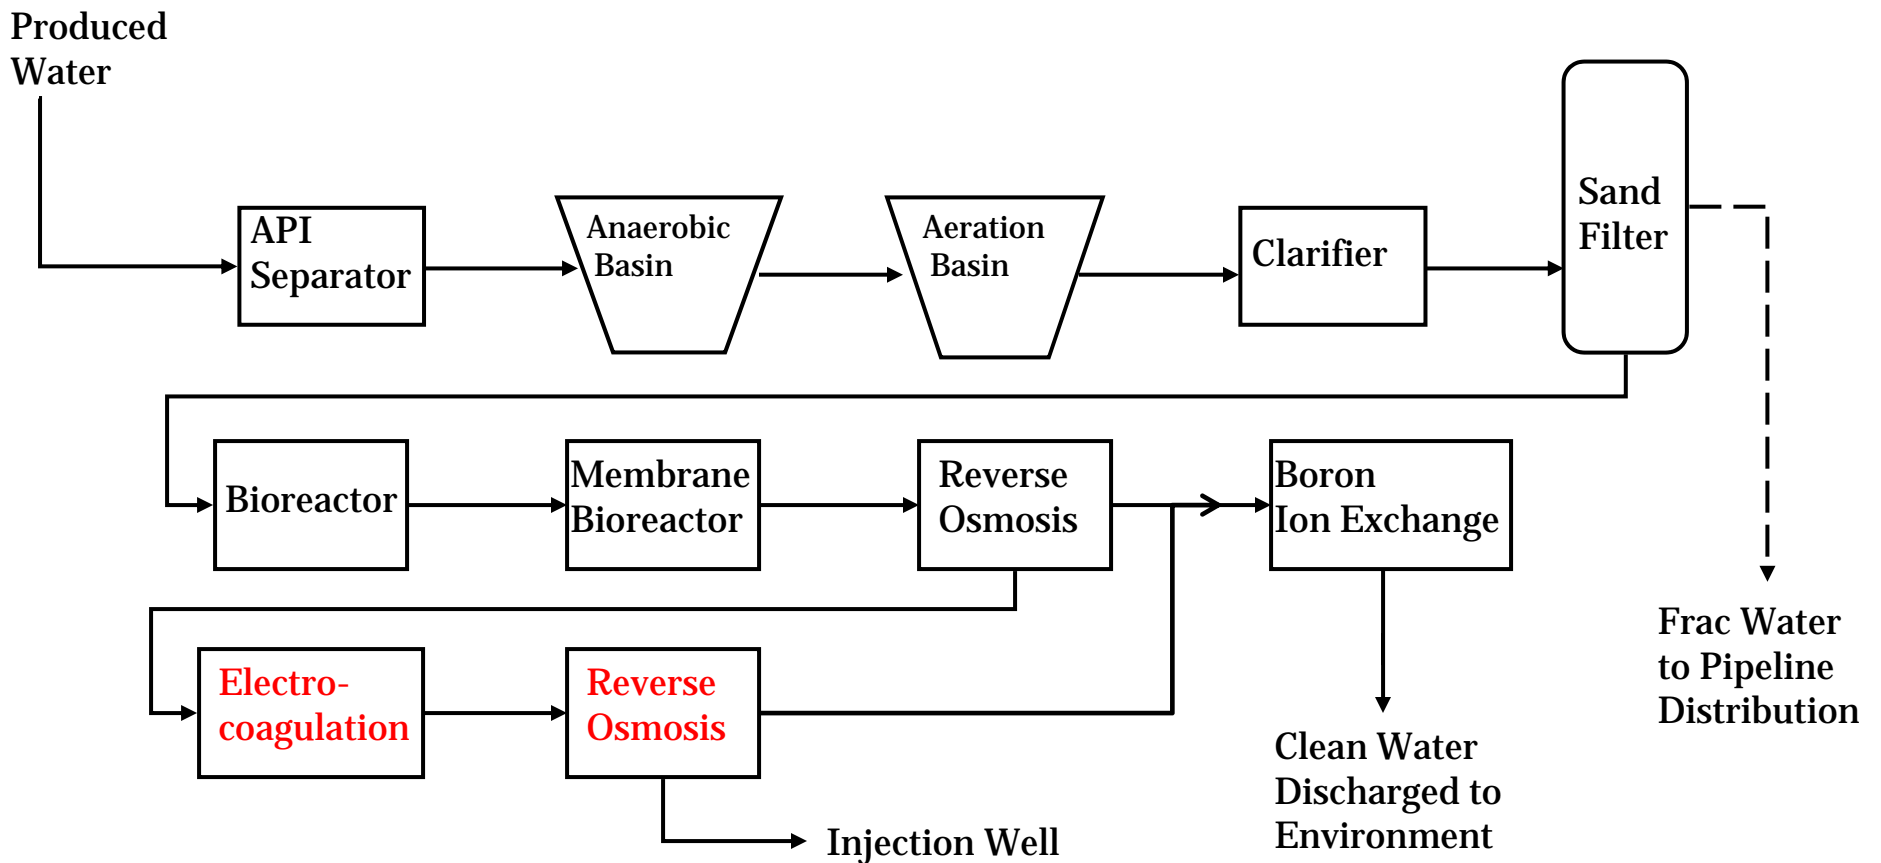 Produced
Water
API
Separator
Anaerobic
Basin
Aeration
Basin
Clarifier
Sand
Filter
Bioreactor
Membrane
Bioreactor
Reverse
Osmosis
Boron
Ion Exchange
Frac Water
to Pipeline
Distribution
Electro-
coagulation
Reverse
Osmosis
Clean Water
Discharged to
Environment
Injection Well